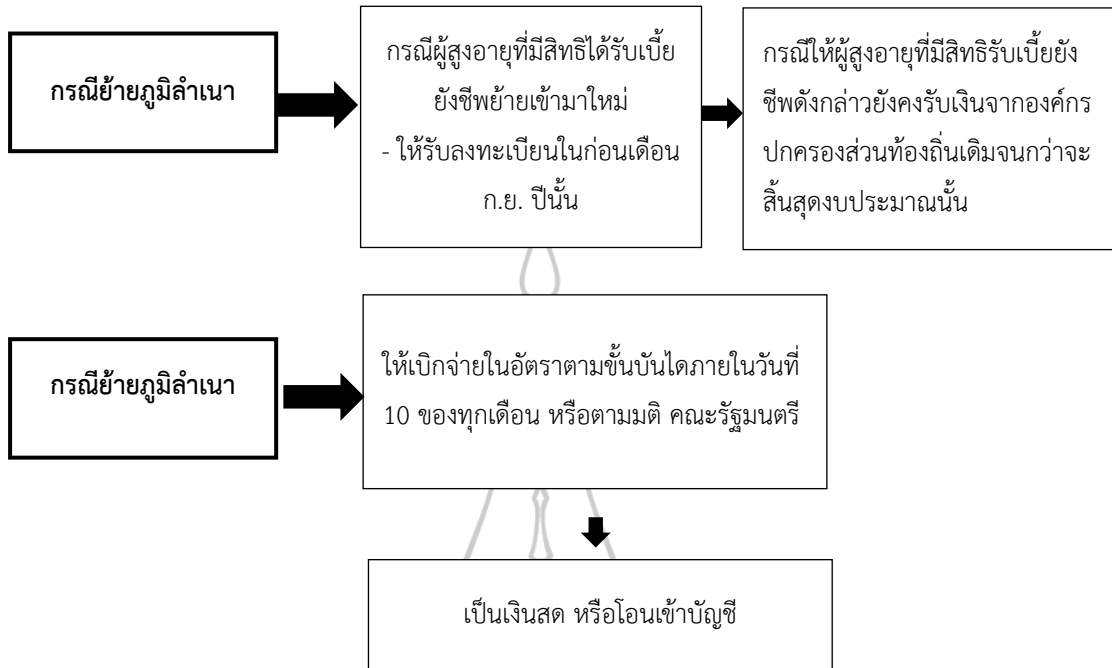 กรณีย้ายภูมิลำเนา
กรณีผู้สูงอายุที่มีสิทธิได้รับเบี้ย
ยังชีพย้ายเข้ามาใหม่
- ให้รับลงทะเบียนในก่อนเดือน
ก.ย. ปีนั้น
กรณีให้ผู้สูงอายุที่มีสิทธิรับเบี้ยยัง
ชีพดังกล่าวยังคงรับเงินจากองค์กร
ปกครองส่วนท้องถิ่นเดิมจนกว่าจะ
สิ้นสุดงบประมาณนั้น
กรณีย้ายภูมิลำเนา
ให้เบิกจ่ายในอัตราตามขั้นบันไดภายในวันที่
10 ของทุกเดือน หรือตามมติ คณะรัฐมนตรี
เป็นเงินสด หรือโอนเข้าบัญชี